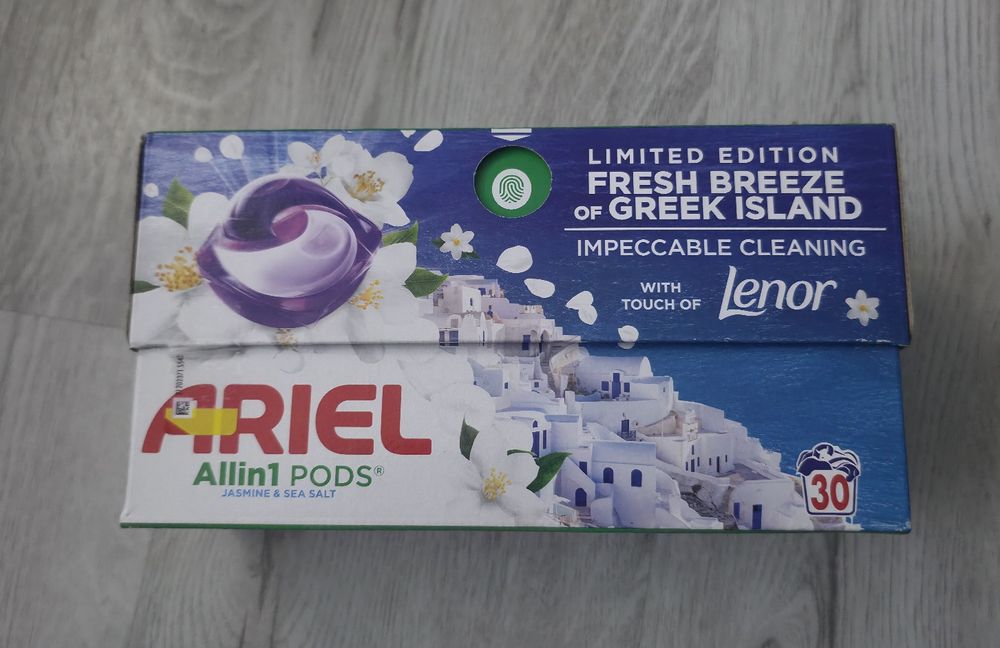 LIMITED EDITION
FRESH BREEZE
OF GREEK ISLAND
IMPECCABLE CLEANING
WITH
TOUCH OF
Lenor
ARIEL
Allin1 PODS®
JASMINE & SEA SALT
30